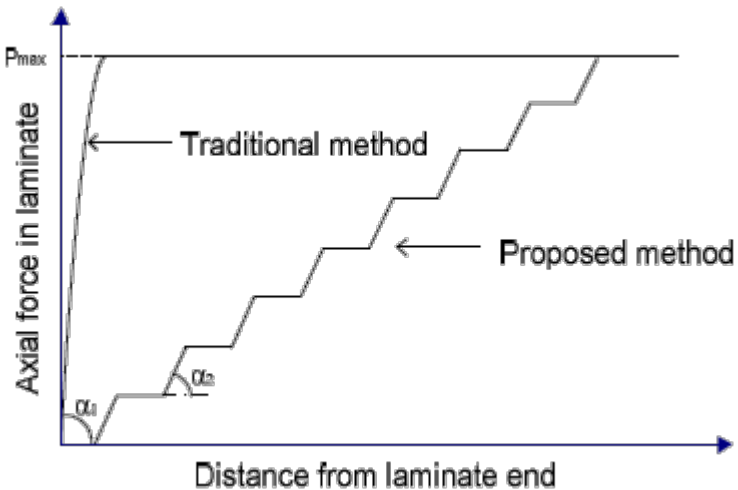 Pmax
Axial force in laminate
Traditional method
Proposed method
α1
α2
Distance from laminate end